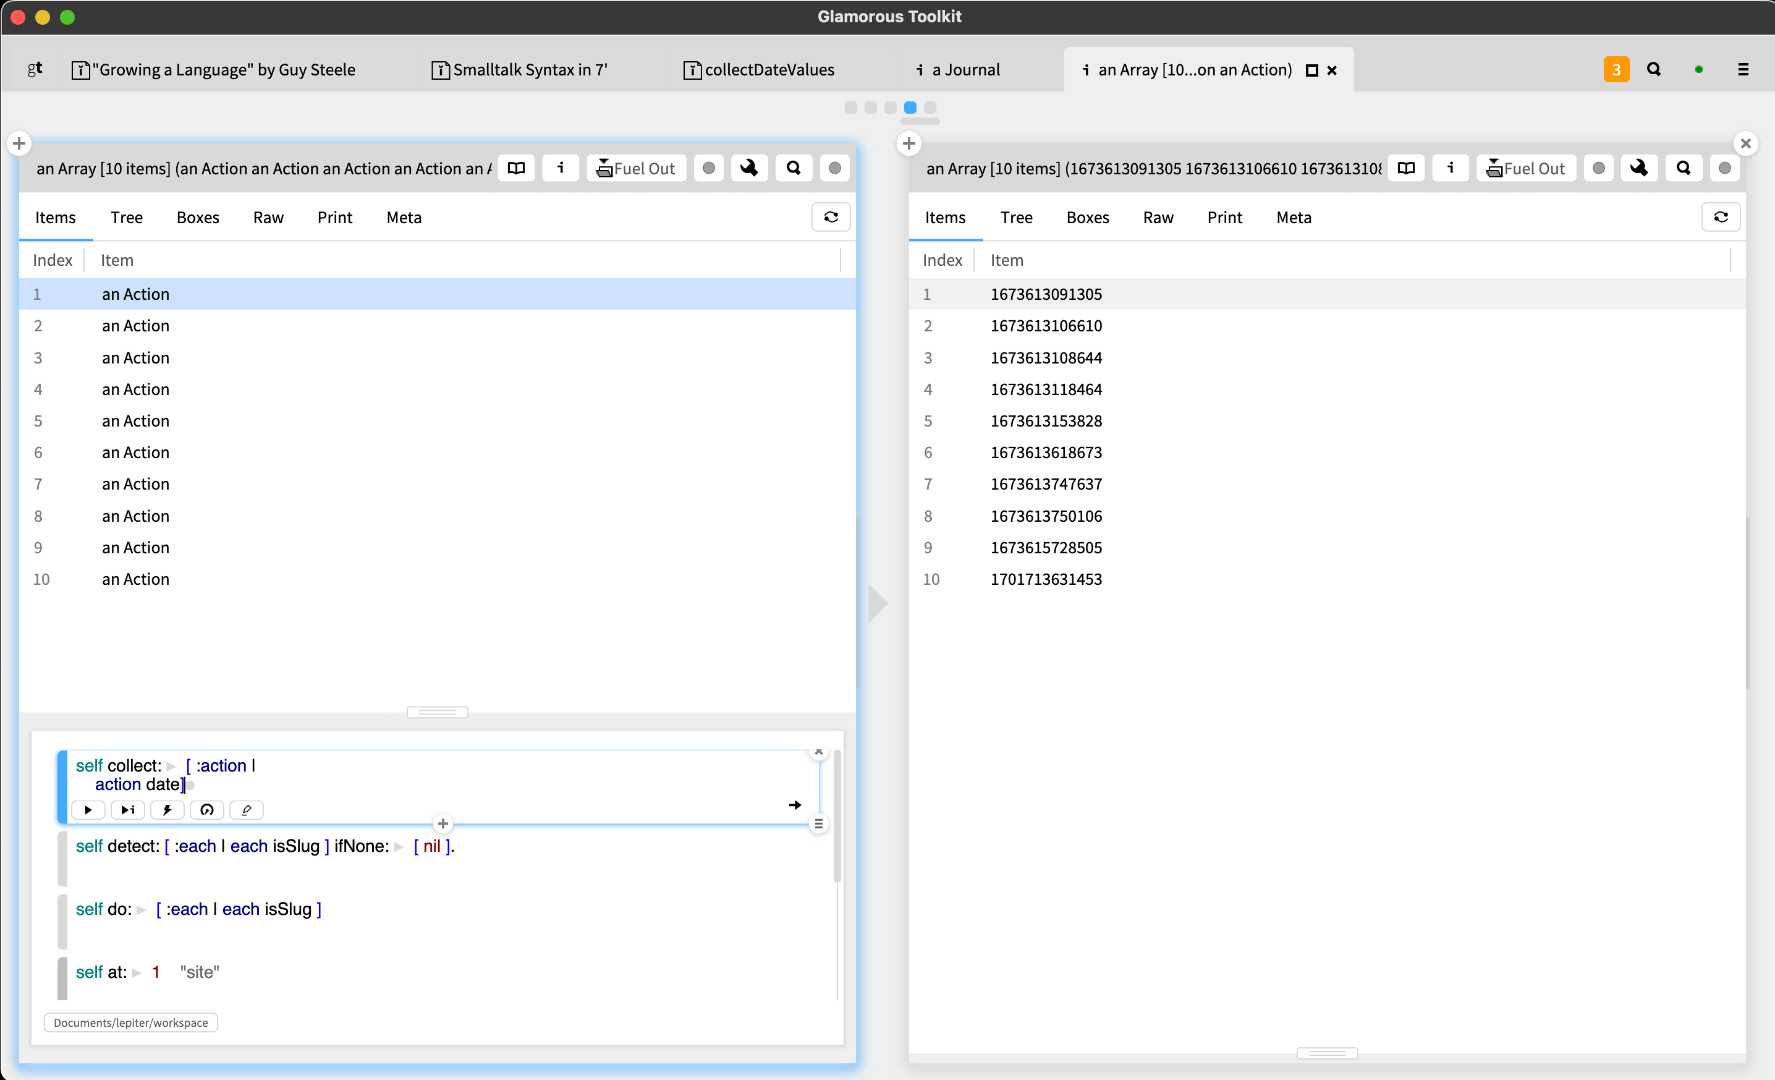 Glamorous Toolkit
gt
"Growing a Language" by Guy Steele
Smalltalk Syntax in 7'
collectDateValues
a Journal
an Array [10...on an Action)
3
an Array [10 items] (an Action an Action an Action an Action an A
Fuel Out
Items Tree Boxes Raw Print Meta
Index Item
1 an Action
2 an Action
3 an Action
4 an Action
5 an Action
6 an Action
7 an Action
8 an Action
9 an Action
10 an Action
self collect: [ :action |
action date]
self detect: [ :each | each isSlug ] ifNone: [ nil ].
self do: [ :each | each isSlug ]
self at: 1 "site"
Documents/lepiter/workspace
an Array [10 items] (1673613091305 1673613106610 1673613108
Fuel Out
Items Tree Boxes Raw Print Meta
Index Item
1 1673613091305
2 1673613106610
3 1673613108644
4 1673613118464
5 1673613153828
6 1673613618673
7 1673613747637
8 1673613750106
9 1673615728505
10 1701713631453